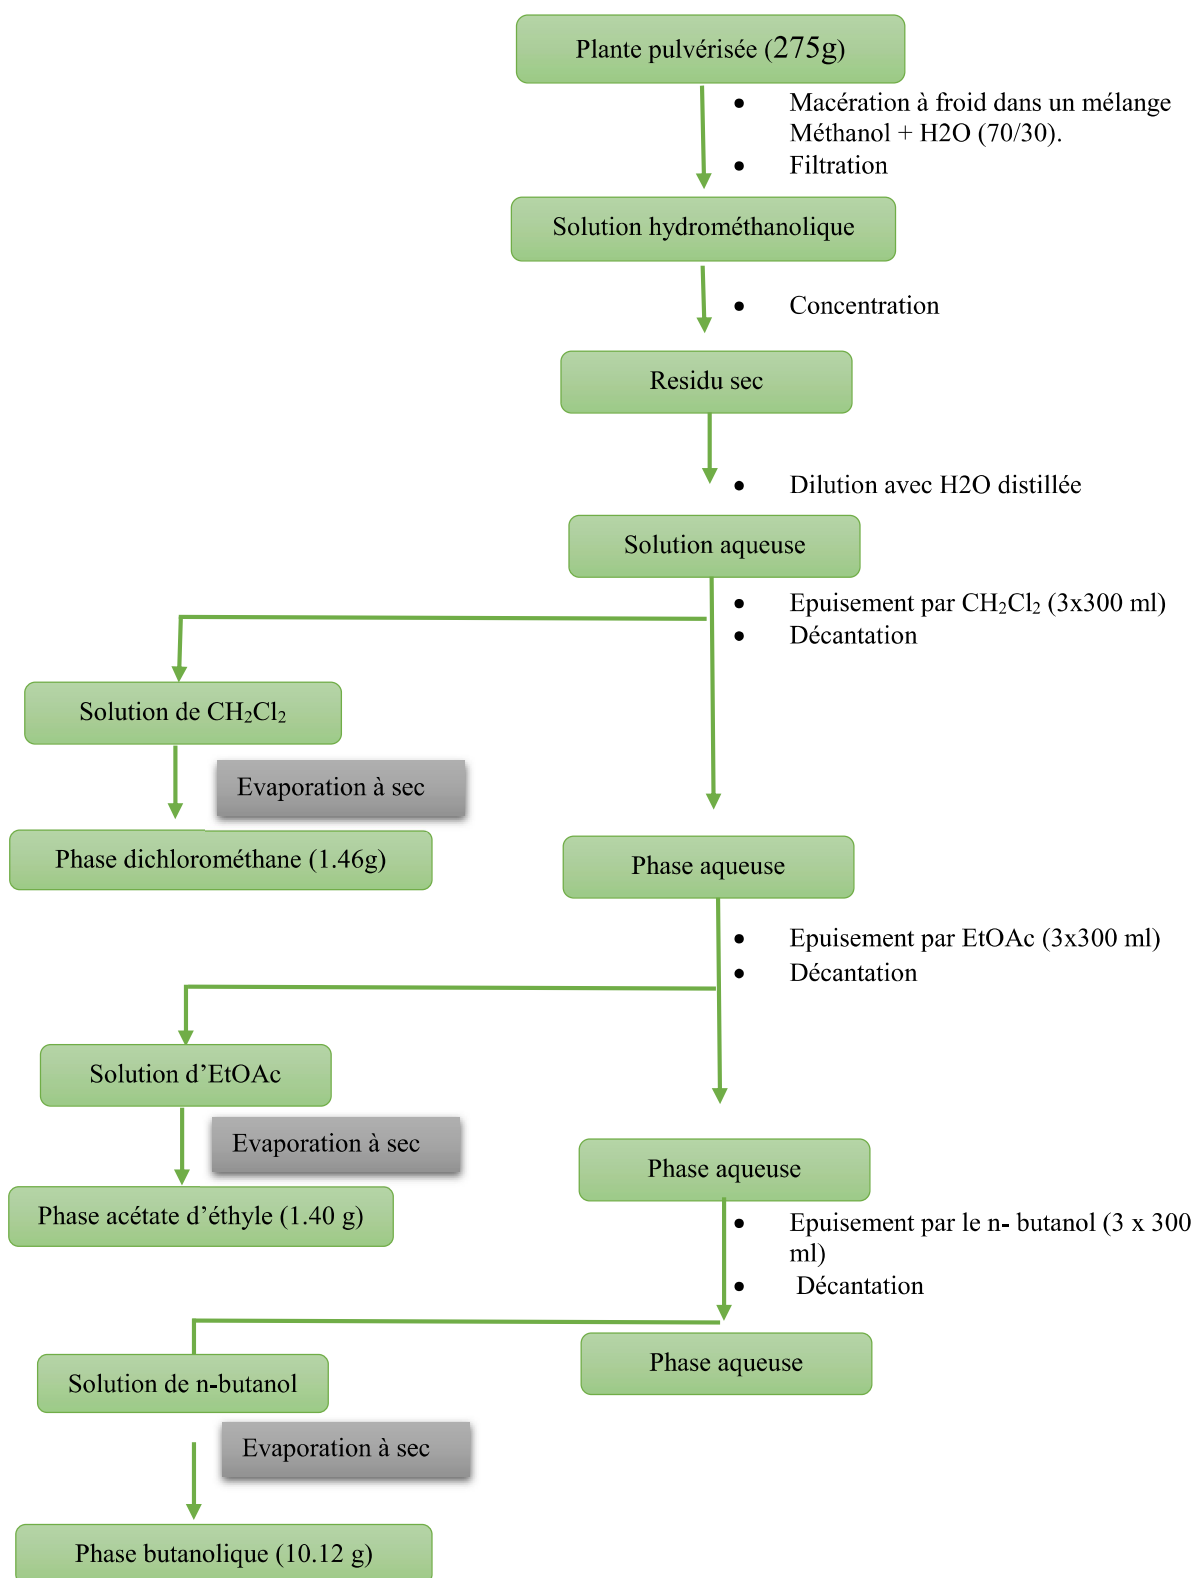 Plante pulvérisée (275g)
• Macération à froid dans un mélange
Méthanol + H2O (70/30).
• Filtration
Solution hydrométhanolique
• Concentration
Residu sec
• Dilution avec H2O distillée
Solution aqueuse
• Epuisement par CH₂Cl₂ (3x300 ml)
• Décantation
Solution de CH₂Cl₂
Evaporation à sec
Phase dichlorométhane (1.46g)
Phase aqueuse
• Epuisement par EtOAc (3x300 ml)
• Décantation
Solution d’EtOAc
Evaporation à sec
Phase acétate d’éthyle (1.40 g)
Phase aqueuse
• Epuisement par le n- butanol (3 x 300
ml)
• Décantation
Phase aqueuse
Solution de n-butanol
Evaporation à sec
Phase butanolique (10.12 g)